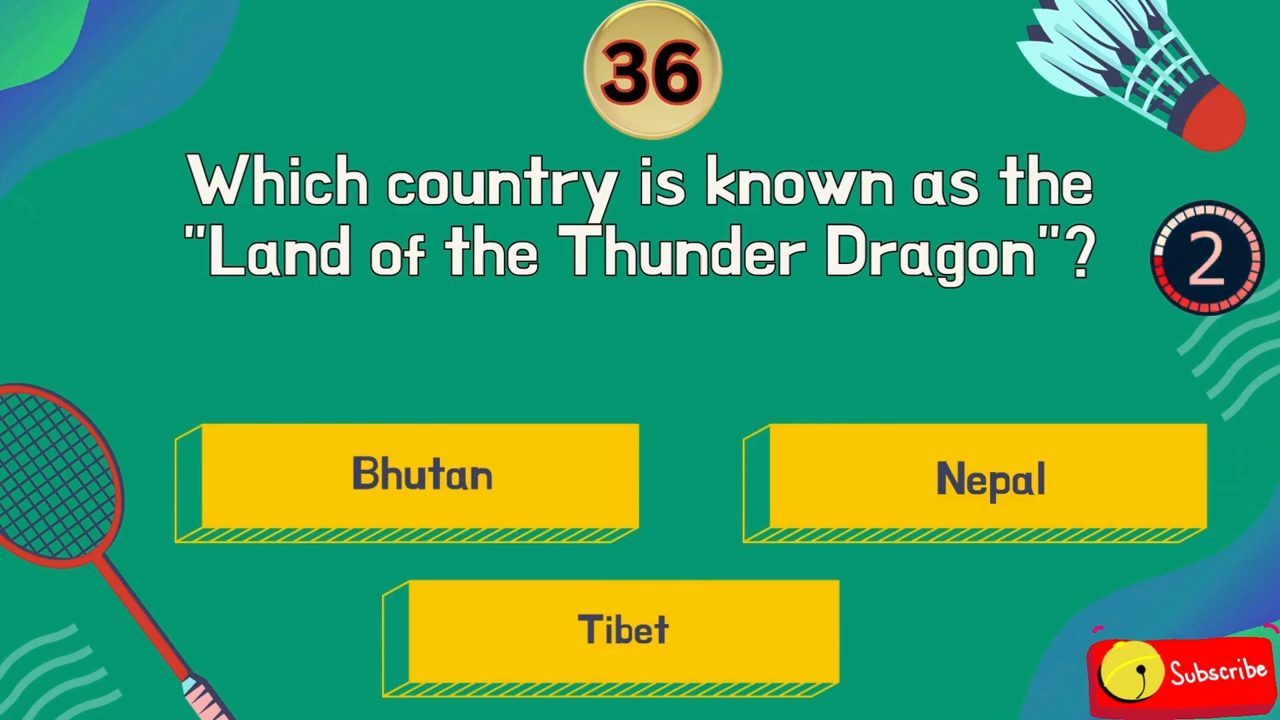 36
Which country is known as the
"Land of the Thunder Dragon"?
2
Bhutan
Nepal
Tibet
Subscribe